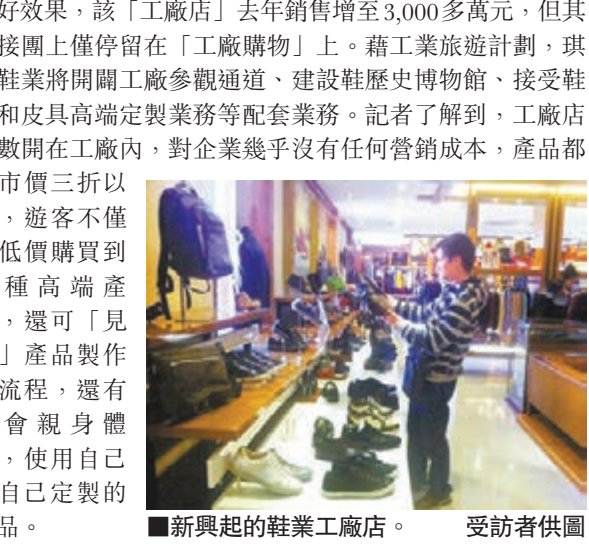 好效果，該「工廠店」去年銷售增至3,000多萬元，但其
接團上僅停留在「工廠購物」上。藉工業旅遊計劃，琪
鞋業將開闢工廠參觀通道、建設鞋歷史博物館、接受鞋
和皮具高端定製業務等配套業務。記者了解到，工廠店
數開在工廠內，對企業幾乎沒有任何營銷成本，產品都
市價三折以
，遊客不僅
低價購買到
種高端產
，還可「見
」產品製作
流程，還有
會親身體
，使用自己
自己定製的
品。
■新興起的鞋業工廠店。 受訪者供圖